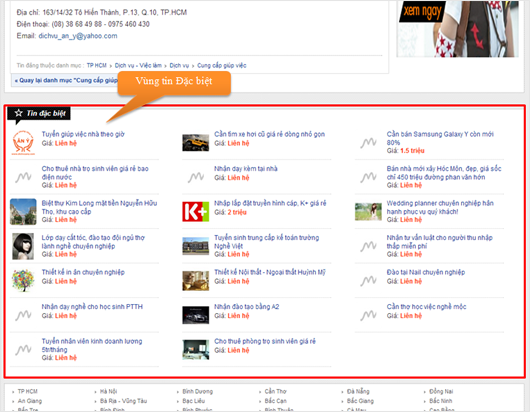 Địa chỉ: 163/14/32 Tô Hiến Thành, P.13, Q.10, TP.HCM
Điện thoại: (08) 38 68 49 88 - 0975 460 430
Email: dichvu_an_y@yahoo.com
xem ngay
Tin đăng thuộc danh mục : TP HCM › Dịch vụ - Việc làm › Dịch vụ › Cung cấp giúp việc
« Quay lại danh mục "Cung cấp giúp
Vùng tin Đặc biệt
Tin đặc biệt
Tuyển giúp việc nhà theo giờ
Giá: Liên hệ
Cần tìm xe hơi cũ giá rẻ dòng nhỏ gọn
Giá: Liên hệ
Cần bán Samsung Galaxy Y còn mới
80%
Giá: 1.5 triệu
ÁN Ý
Cho thuê nhà trọ sinh viên giá rẻ bao
điện nước
Giá: Liên hệ
Nhận dạy kèm tại nhà
Giá: Liên hệ
Bán nhà mới xây Hóc Môn, đẹp, giá sốc
chỉ 450 triệu đường phan văn hớn
Giá: Liên hệ
Biệt thự Kim Long mặt tiền Nguyễn Hữu
Thọ, khu cao cấp
Giá: Liên hệ
K+
Nhập lắp đặt truyền hình cáp, K+ giá rẻ
Giá: 2 triệu
Wedding planner chuyên nghiệp hân
hạnh phục vụ quý khách!
Giá: Liên hệ
Lớp dạy cắt tóc, đào tạo đội ngũ thợ
lành nghề chuyên nghiệp
Giá: Liên hệ
Tuyển sinh trung cấp kế toán trường
Nghề Việt
Giá: Liên hệ
Nhận tư vấn luật cho người thu nhập
thấp miễn phí
Giá: Liên hệ
Thiết kế in ấn chuyên nghiệp
Giá: Liên hệ
Thiết kế Nội thất - Ngoại thất Huỳnh Mỹ
Giá: Liên hệ
Đào tại Nail chuyên nghiệp
Giá: Liên hệ
Nhận dạy nghề cho học sinh PTTH
Giá: Liên hệ
Nhận đào tạo bằng A2
Giá: Liên hệ
Cần thợ học việc nghề mộc
Giá: Liên hệ
Tuyển nhân viên kinh doanh lương
5tr/tháng
Giá: Liên hệ
Cho thuê phòng trọ sinh viên giá rẻ
Giá: Liên hệ
TP HCM
Hà Nội
Bình Dương
Cần Thơ
Đà Nẵng
Đồng Nai
An Giang
Bà Rịa - Vũng Tàu
Bạc Liêu
Bắc Cạn
Bắc Giang
Bắc Ninh
Bến Tre
Bình Định
Bình Phước
Bình Thuận
Cà Mau
Cao Bằng